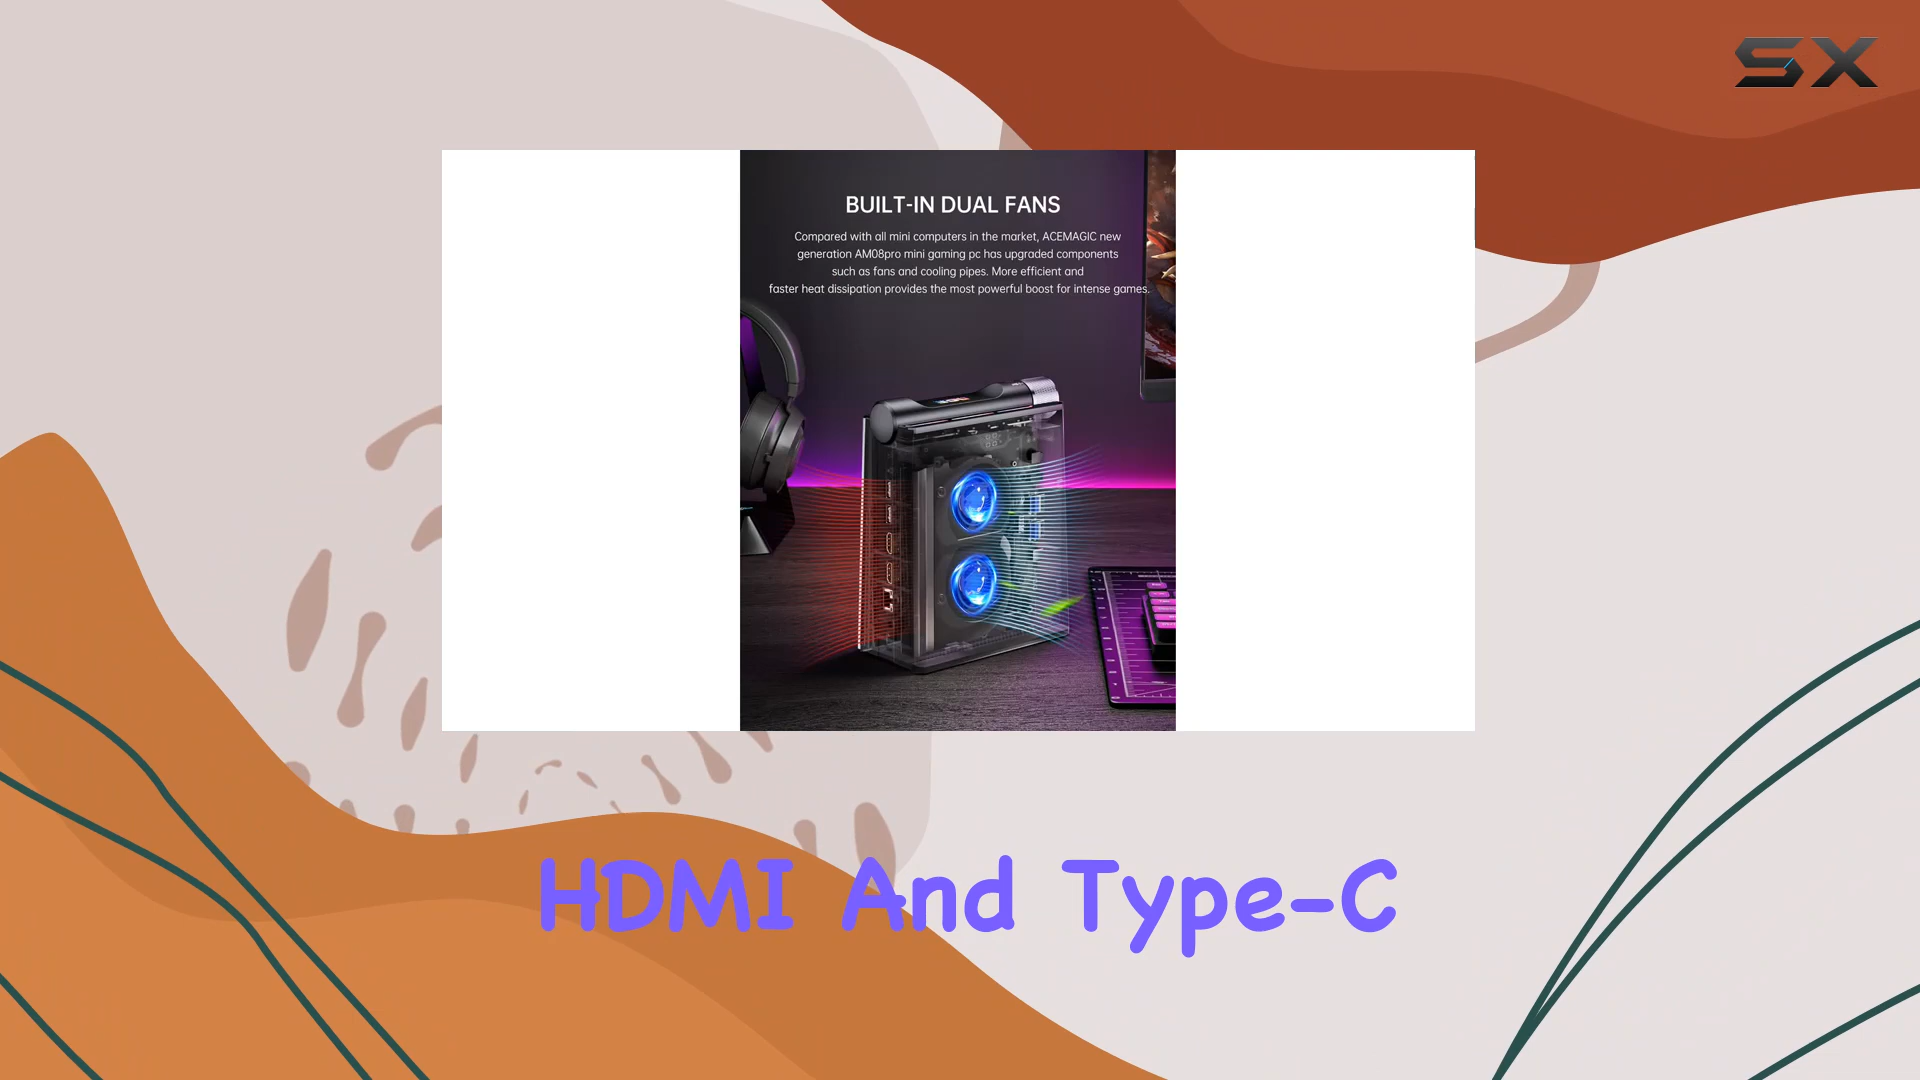 SX
BUILT-IN DUAL FANS
Compared with all mini computers in the market, ACEMAGIC new
generation AM08pro mini gaming pc has upgraded components
such as fans and cooling pipes. More efficient and
faster heat dissipation provides the most powerful boost for intense games.
HDMI And Type-C